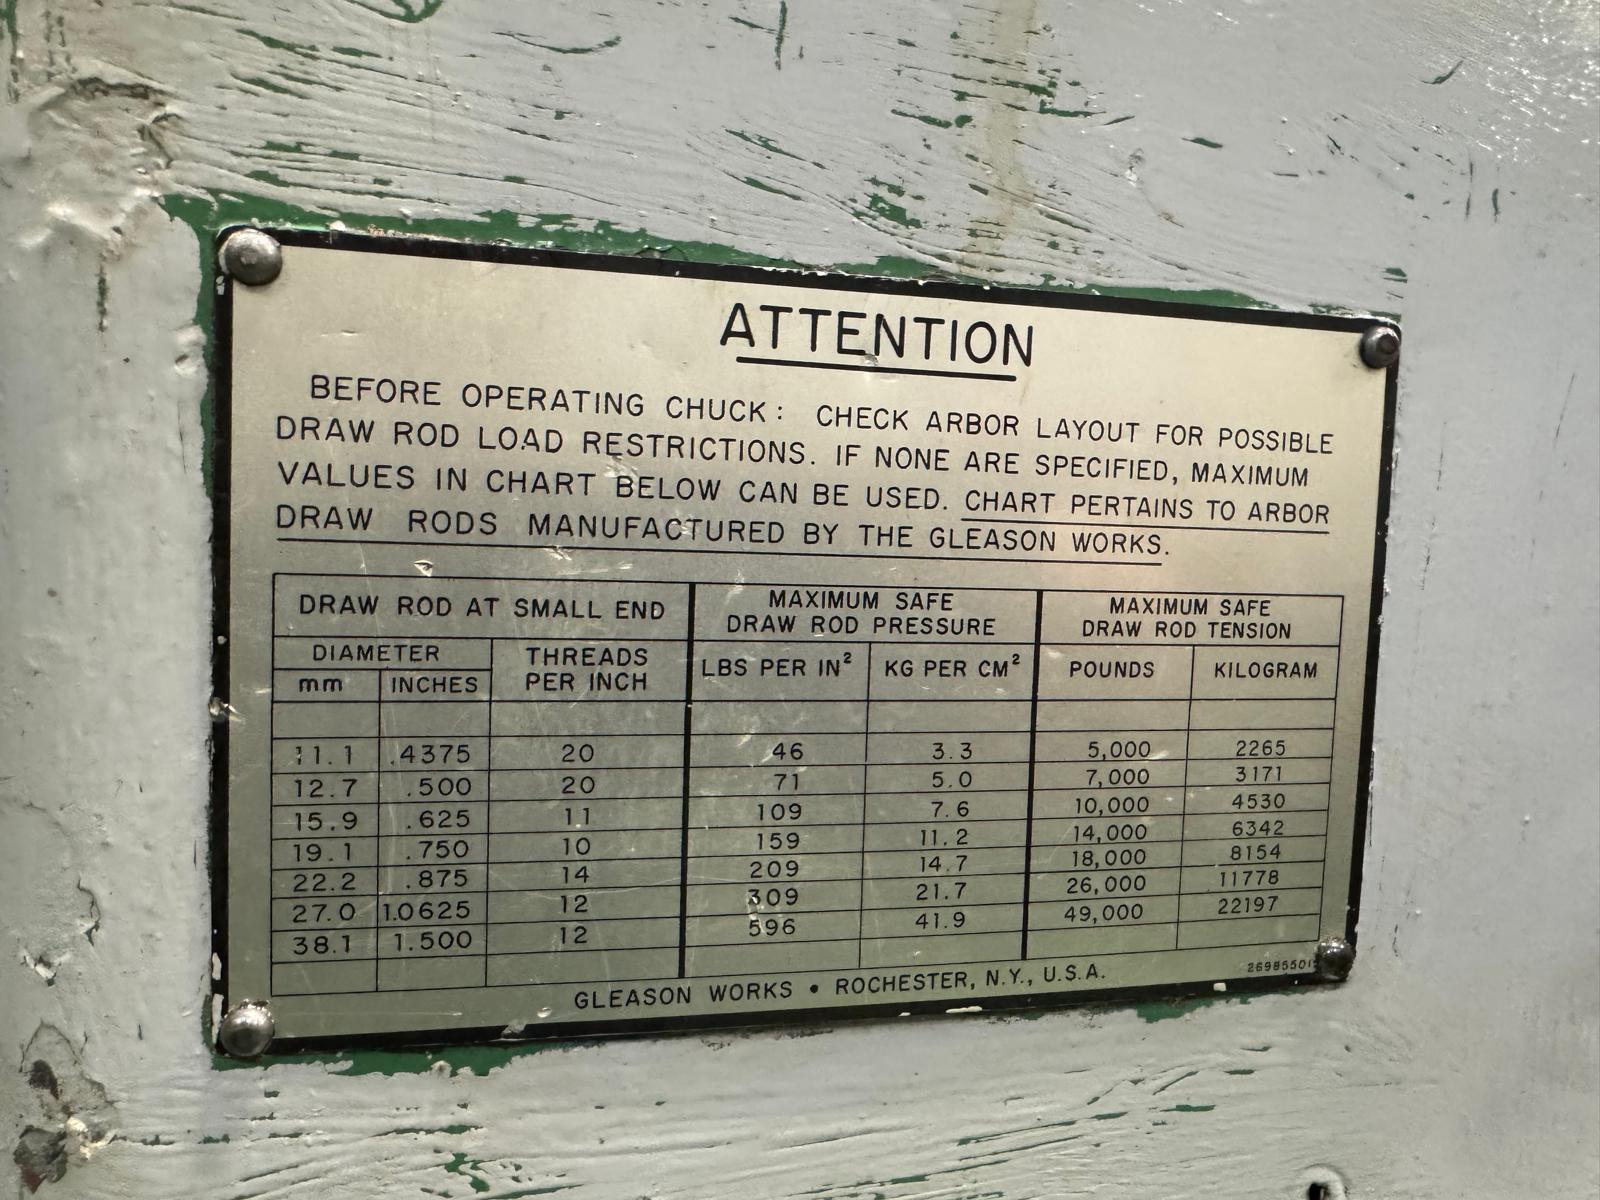 ATTENTION
BEFORE OPERATING CHUCK: CHECK ARBOR LAYOUT FOR POSSIBLE
DRAW ROD LOAD RESTRICTIONS. IF NONE ARE SPECIFIED, MAXIMUM
VALUES IN CHART BELOW CAN BE USED. CHART PERTAINS TO ARBOR
DRAW RODS MANUFACTURED BY THE GLEASON WORKS.
DRAW ROD AT SMALL END MAXIMUM SAFE DRAW ROD PRESSURE MAXIMUM SAFE DRAW ROD TENSION
DIAMETER THREADS PER INCH LBS PER IN² KG PER CM² POUNDS KILOGRAM
mm INCHES
11.1 .4375 20 46 3.3 5,000 2265
12.7 .500 20 71 5.0 7,000 3171
15.9 .625 11 109 7.6 10,000 4530
19.1 .750 10 159 11.2 14,000 6342
22.2 .875 14 209 14.7 18,000 8154
27.0 1.0625 12 309 21.7 26,000 11778
38.1 1.500 12 596 41.9 49,000 22197
GLEASON WORKS • ROCHESTER, N.Y., U.S.A.